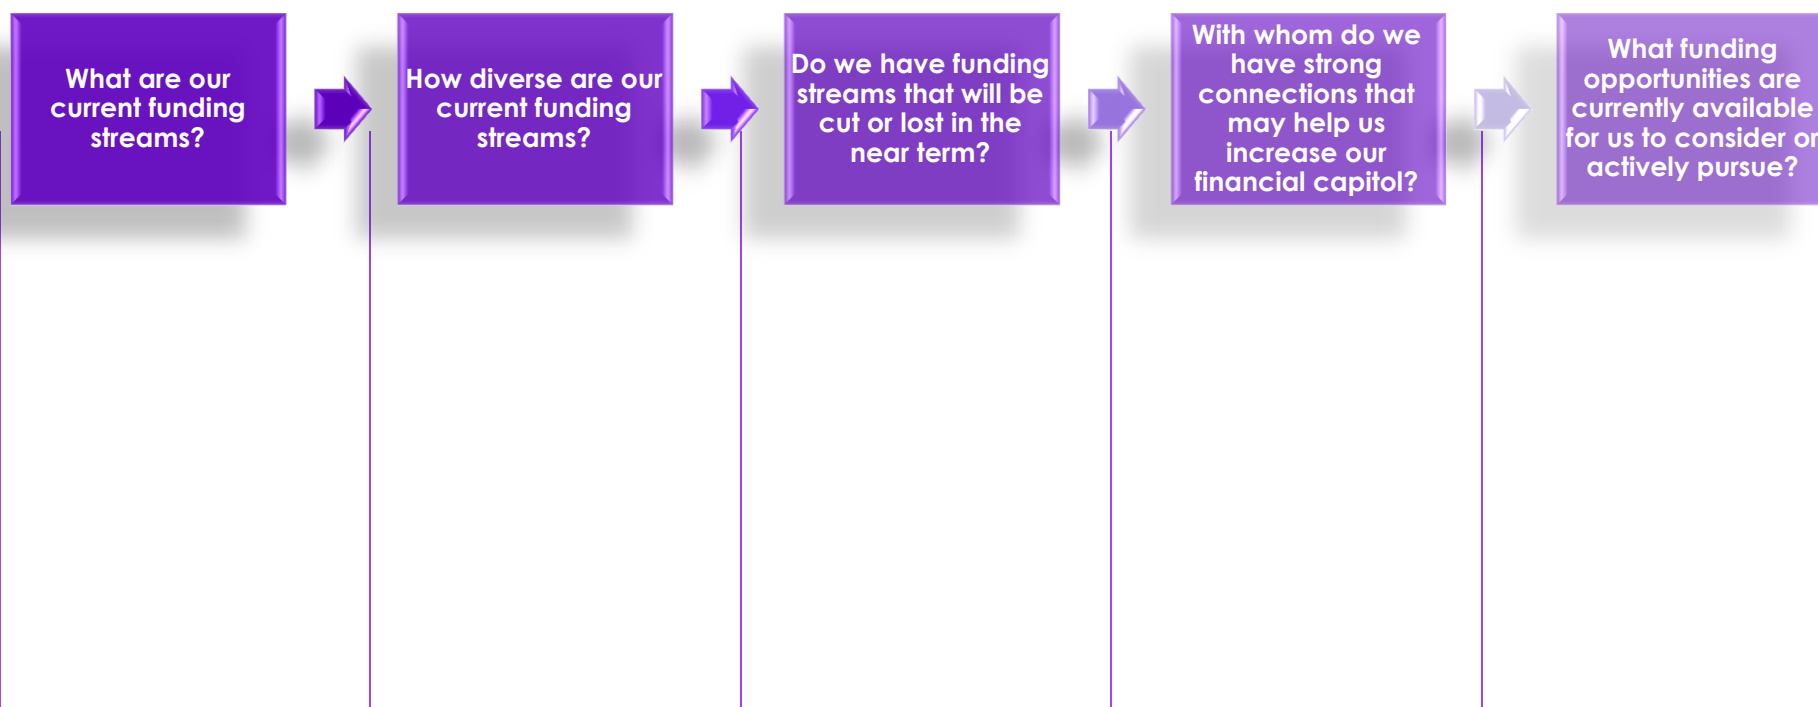 What are our
current funding
streams?
How diverse are our
current funding
streams?
Do we have funding
streams that will be
cut or lost in the
near term?
With whom do we
have strong
connections that
may help us
increase our
financial capitol?
What funding
opportunities are
currently available
for us to consider or
actively pursue?